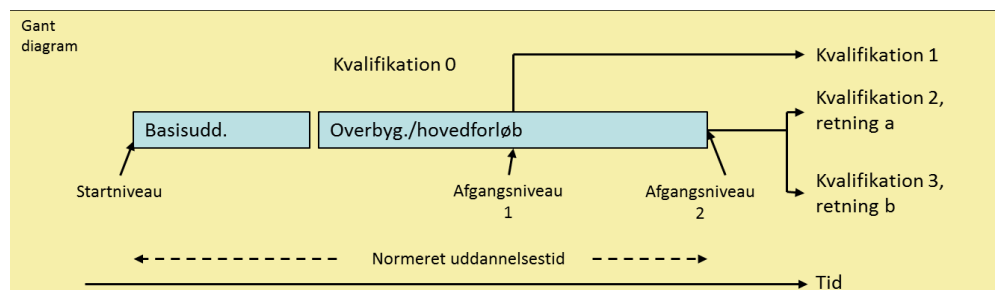 Gant
diagram
Kvalifikation 0
Kvalifikation 1
Kvalifikation 2,
retning a
Basisudd.
Overbyg./hovedforløb
Startniveau
Afgangsniveau
1
Afgangsniveau
2
Kvalifikation 3,
retning b
Normeret uddannelsestid
Tid